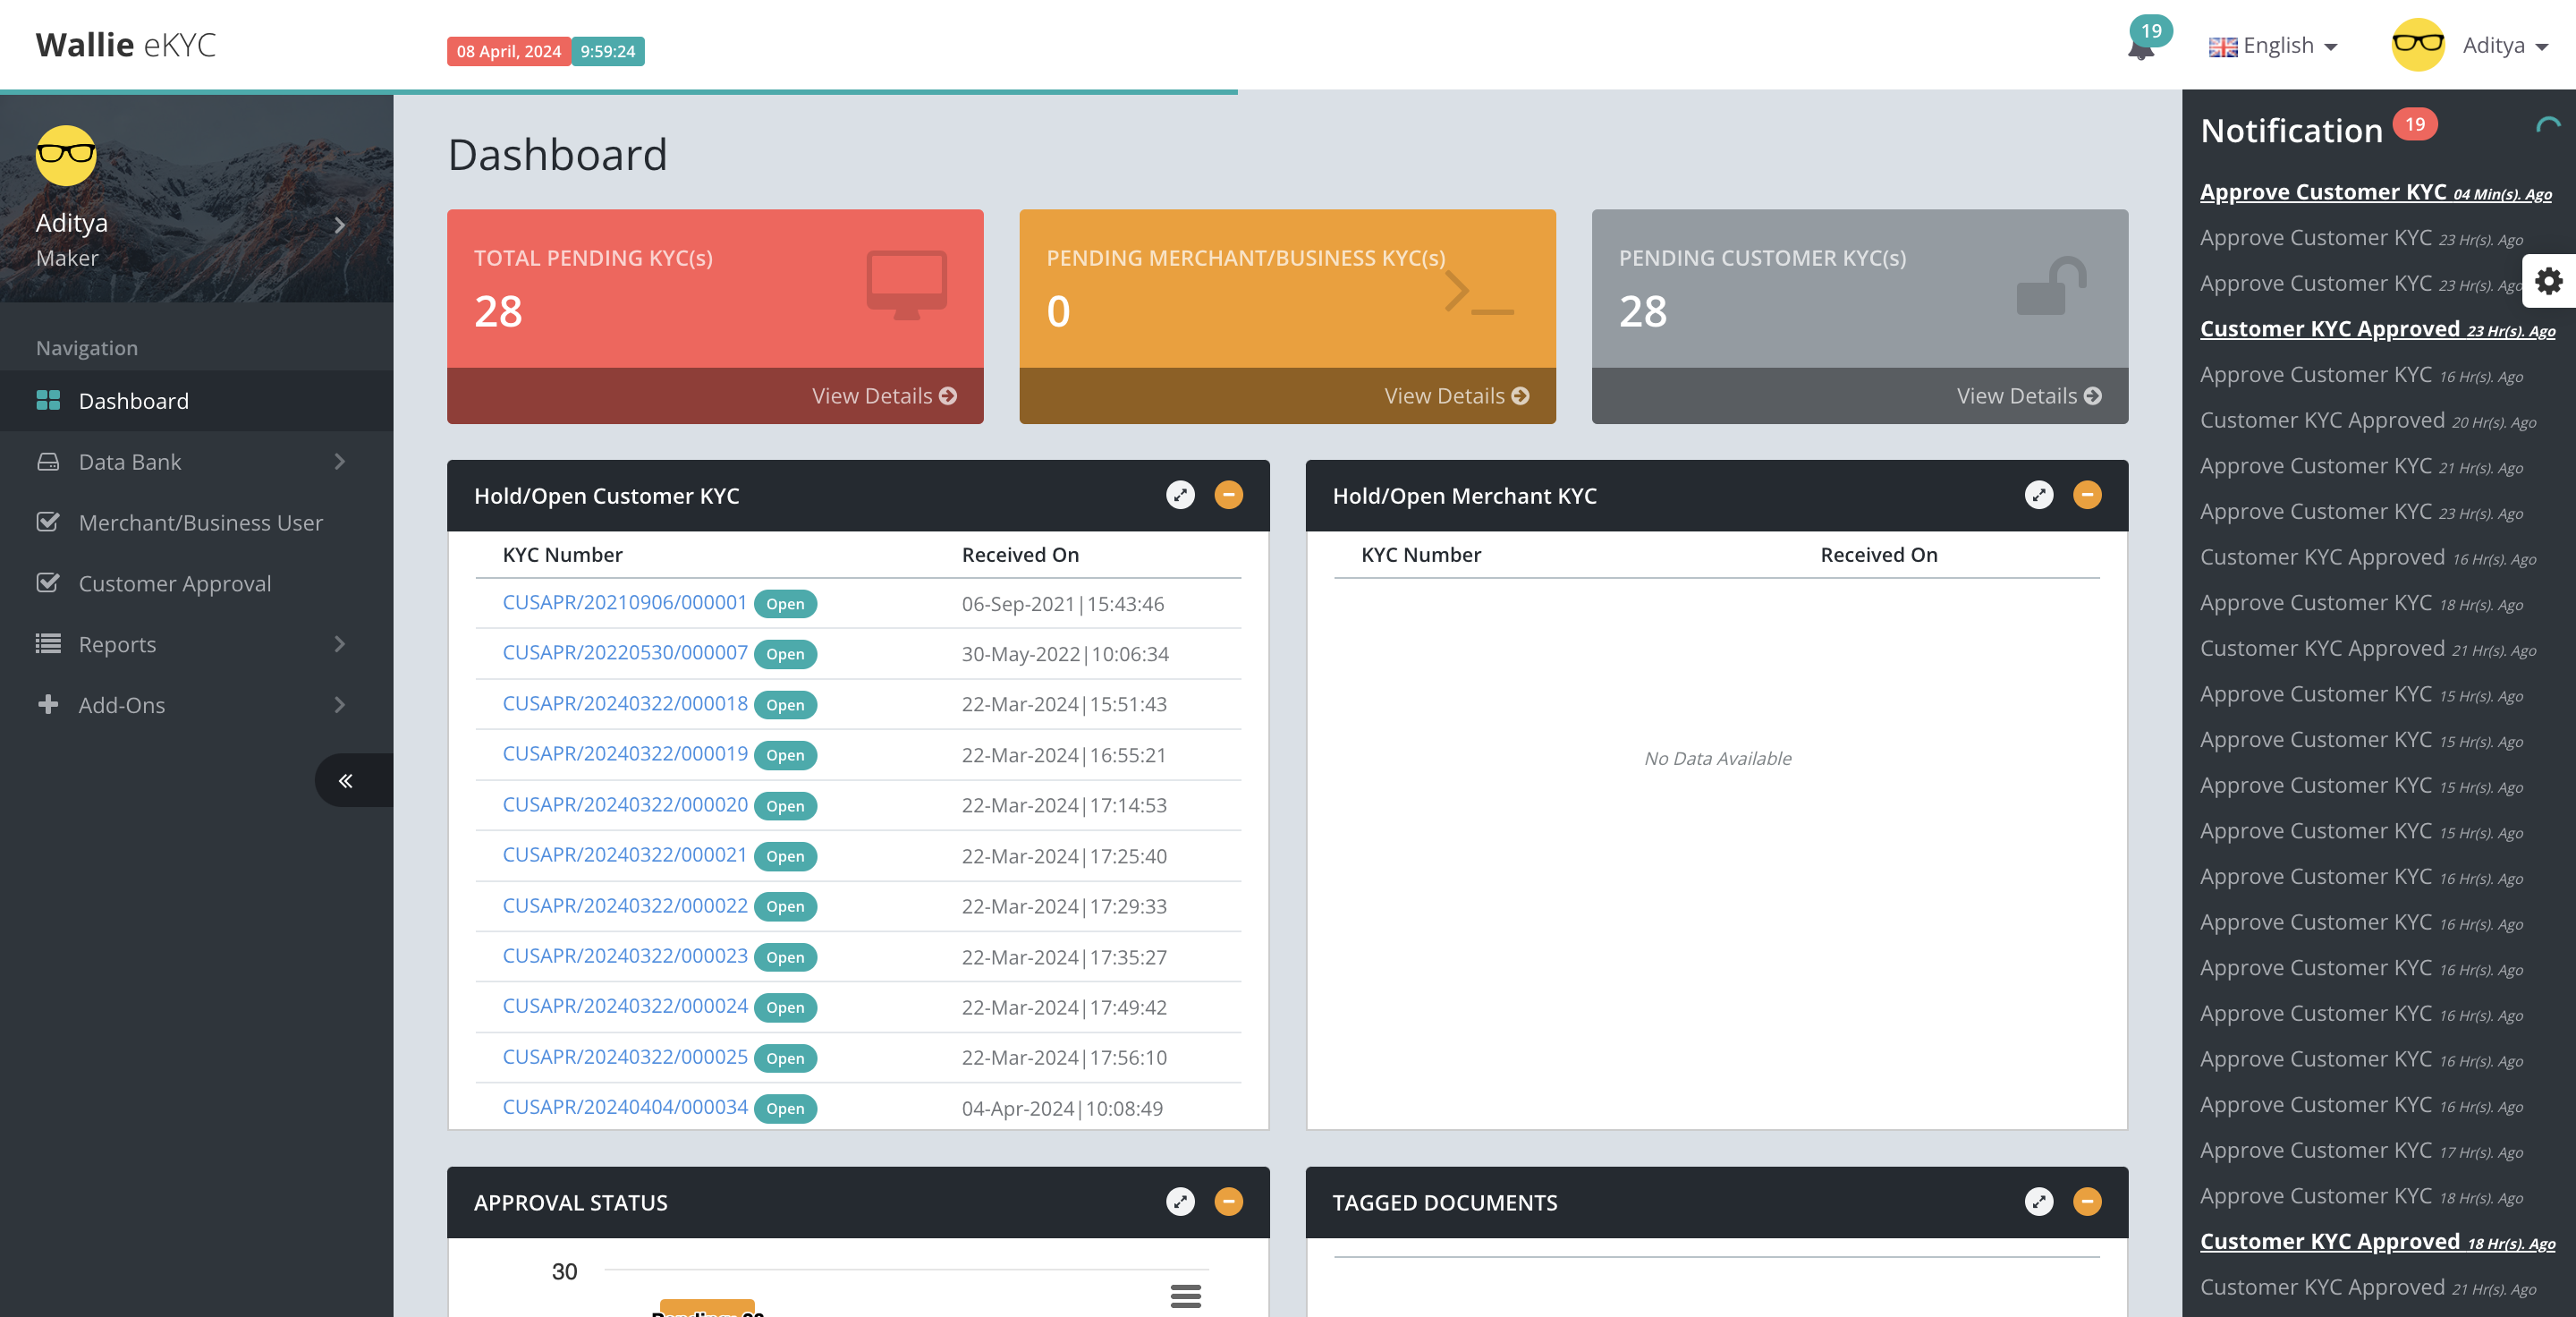 Wallie eKYC
08 April, 2024 9:59:24
19
English
Aditya
Aditya
Maker
Navigation
Dashboard
Data Bank
Merchant/Business User
Customer Approval
Reports
Add-Ons
Dashboard
TOTAL PENDING KYC(s)
28
View Details
PENDING MERCHANT/BUSINESS KYC(s)
0
View Details
PENDING CUSTOMER KYC(s)
28
View Details
Hold/Open Customer KYC
KYC Number Received On
CUSAPR/20210906/000001 Open 06-Sep-2021|15:43:46
CUSAPR/20220530/000007 Open 30-May-2022|10:06:34
CUSAPR/20240322/000018 Open 22-Mar-2024|15:51:43
CUSAPR/20240322/000019 Open 22-Mar-2024|16:55:21
CUSAPR/20240322/000020 Open 22-Mar-2024|17:14:53
CUSAPR/20240322/000021 Open 22-Mar-2024|17:25:40
CUSAPR/20240322/000022 Open 22-Mar-2024|17:29:33
CUSAPR/20240322/000023 Open 22-Mar-2024|17:35:27
CUSAPR/20240322/000024 Open 22-Mar-2024|17:49:42
CUSAPR/20240322/000025 Open 22-Mar-2024|17:56:10
CUSAPR/20240404/000034 Open 04-Apr-2024|10:08:49
Hold/Open Merchant KYC
KYC Number Received On
No Data Available
APPROVAL STATUS
30
TAGGED DOCUMENTS
Notification 19
Approve Customer KYC 04 Min(s). Ago
Approve Customer KYC 23 Hr(s). Ago
Approve Customer KYC 23 Hr(s). Ago
Customer KYC Approved 23 Hr(s). Ago
Approve Customer KYC 16 Hr(s). Ago
Customer KYC Approved 20 Hr(s). Ago
Approve Customer KYC 21 Hr(s). Ago
Approve Customer KYC 23 Hr(s). Ago
Customer KYC Approved 16 Hr(s). Ago
Approve Customer KYC 18 Hr(s). Ago
Customer KYC Approved 21 Hr(s). Ago
Approve Customer KYC 15 Hr(s). Ago
Approve Customer KYC 15 Hr(s). Ago
Approve Customer KYC 15 Hr(s). Ago
Approve Customer KYC 15 Hr(s). Ago
Approve Customer KYC 16 Hr(s). Ago
Approve Customer KYC 16 Hr(s). Ago
Approve Customer KYC 16 Hr(s). Ago
Approve Customer KYC 16 Hr(s). Ago
Approve Customer KYC 16 Hr(s). Ago
Approve Customer KYC 16 Hr(s). Ago
Approve Customer KYC 17 Hr(s). Ago
Approve Customer KYC 18 Hr(s). Ago
Customer KYC Approved 18 Hr(s). Ago
Customer KYC Approved 21 Hr(s). Ago